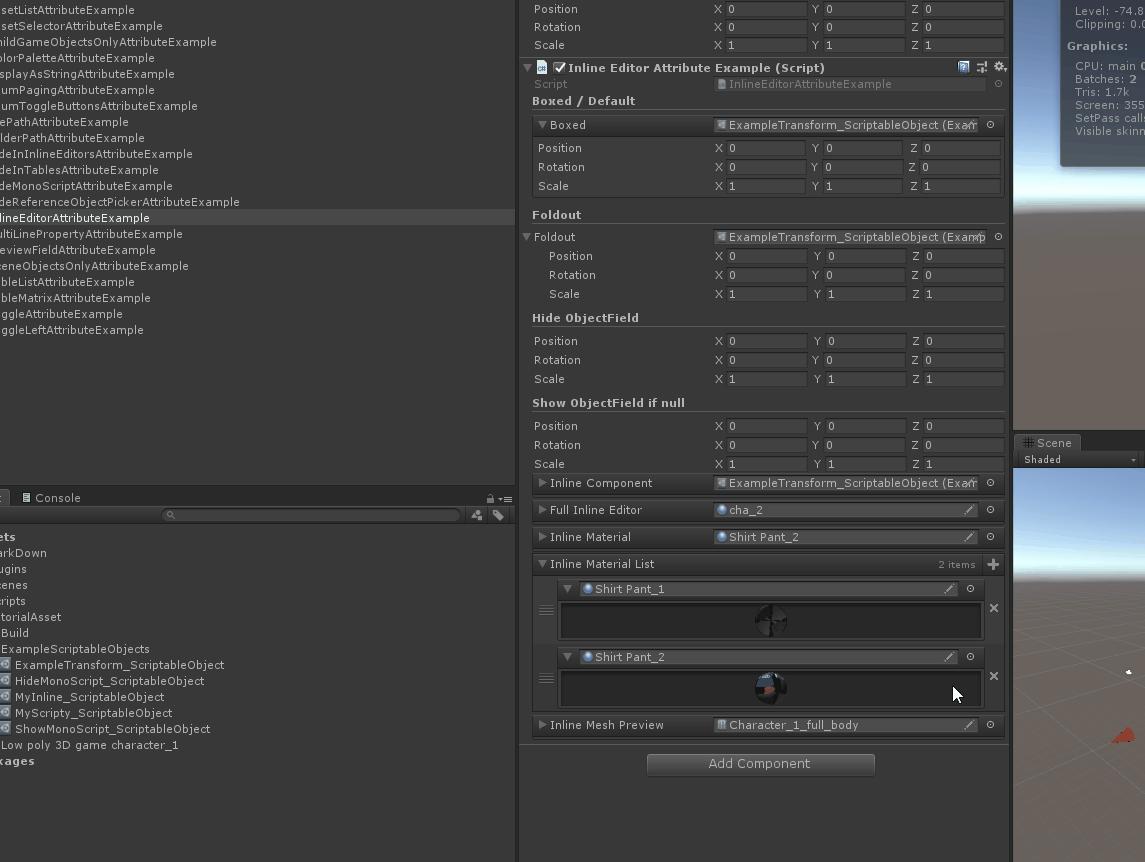 setListAttributeExample
setSelectorAttributeExample
hildGameObjectsOnlyAttributeExample
olorPaletteAttributeExample
splayAsStringAttributeExample
umPagingAttributeExample
umToggleButtonsAttributeExample
ePathAttributeExample
lderPathAttributeExample
deInInlineEditorsAttributeExample
deInTablesAttributeExample
deMonoScriptAttributeExample
deReferenceObjectPickerAttributeExample
lineEditorAttributeExample
ultiLinePropertyAttributeExample
eviewFieldAttributeExample
ceneObjectsOnlyAttributeExample
bleListAttributeExample
bleMatrixAttributeExample
ggleAttributeExample
ggleLeftAttributeExample
Console
ets
arkDown
ugins
cenes
cripts
torialAsset
Build
ExampleScriptableObjects
ExampleTransform_ScriptableObject
HideMonoScript_ScriptableObject
MyInline_ScriptableObject
MyScripty_ScriptableObject
ShowMonoScript_ScriptableObject
Low poly 3D game character_1
kages
Position X 0 Y 0 Z 0
Rotation X 0 Y 0 Z 0
Scale X 1 Y 1 Z 1
Inline Editor Attribute Example (Script)
Script InlineEditorAttributeExample
Boxed / Default
Boxed ExampleTransform_ScriptableObject (Exam
Position X 0 Y 0 Z 0
Rotation X 0 Y 0 Z 0
Scale X 1 Y 1 Z 1
Foldout
Foldout ExampleTransform_ScriptableObject (Examp
Position X 0 Y 0 Z 0
Rotation X 0 Y 0 Z 0
Scale X 1 Y 1 Z 1
Hide ObjectField
Position X 0 Y 0 Z 0
Rotation X 0 Y 0 Z 0
Scale X 1 Y 1 Z 1
Show ObjectField if null
Position X 0 Y 0 Z 0
Rotation X 0 Y 0 Z 0
Scale X 1 Y 1 Z 1
Inline Component ExampleTransform_ScriptableObject (Exam
Full Inline Editor cha_2
Inline Material Shirt Pant_2
Inline Material List 2 items
Shirt Pant_1
Shirt Pant_2
Inline Mesh Preview Character_1_full_body
Add Component
Level: -74.8
Clipping: 0.0
Graphics:
CPU: main 0
Batches: 2
Tris: 1.7k
Screen: 355
SetPass call
Visible skinn
Scene
Shaded